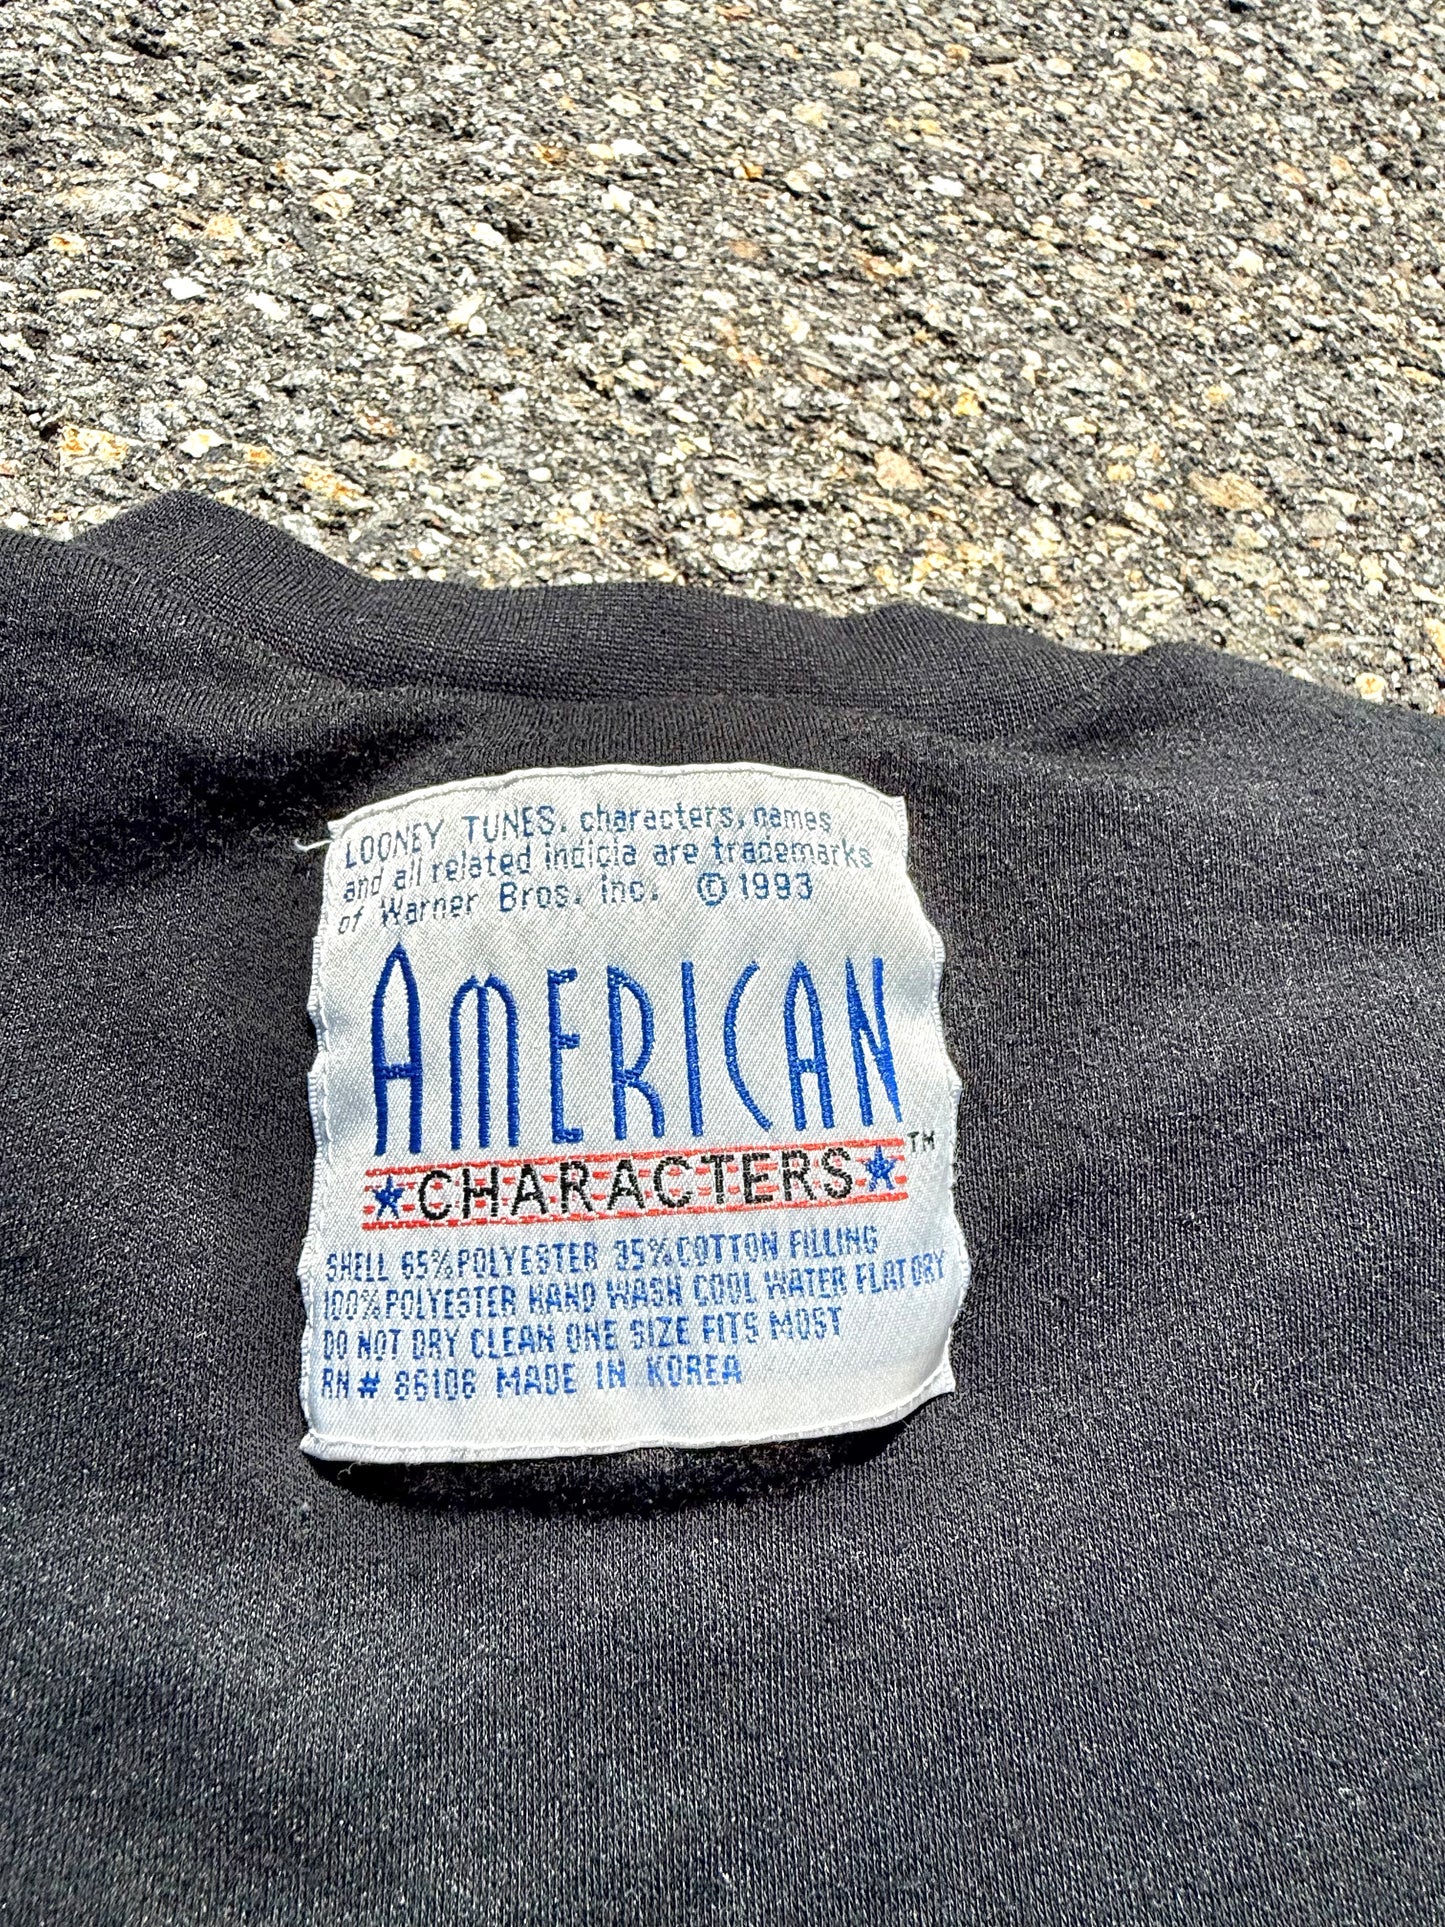 LOONEY TUNES, characters, names
and all related indicia are trademarks
of Warner Bros. Inc. © 1993
AMERICAN
★CHARACTERS★™
SHELL 65% POLYESTER 35% COTTON FILLING
100% POLYESTER HAND WASH COOL WATER FLAT DRY
DO NOT DRY CLEAN ONE SIZE FITS MOST
RN # 86106 MADE IN KOREA